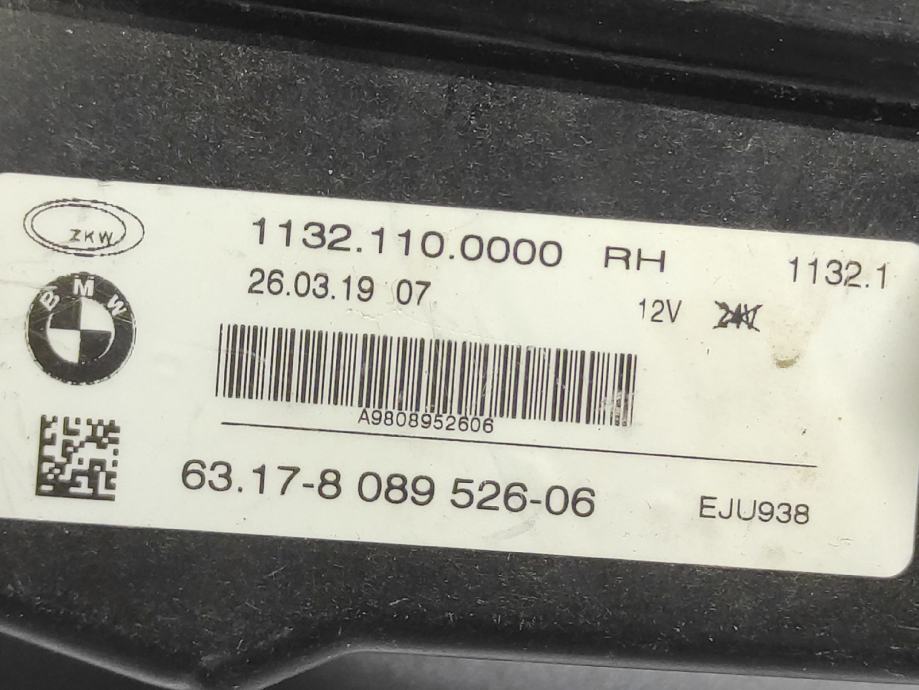 ZKW
1132.110.0000 RH 1132.1
26.03.19 07
BMW
12V 24V
A9808952606
63.17-8 089 526-06 EJU938